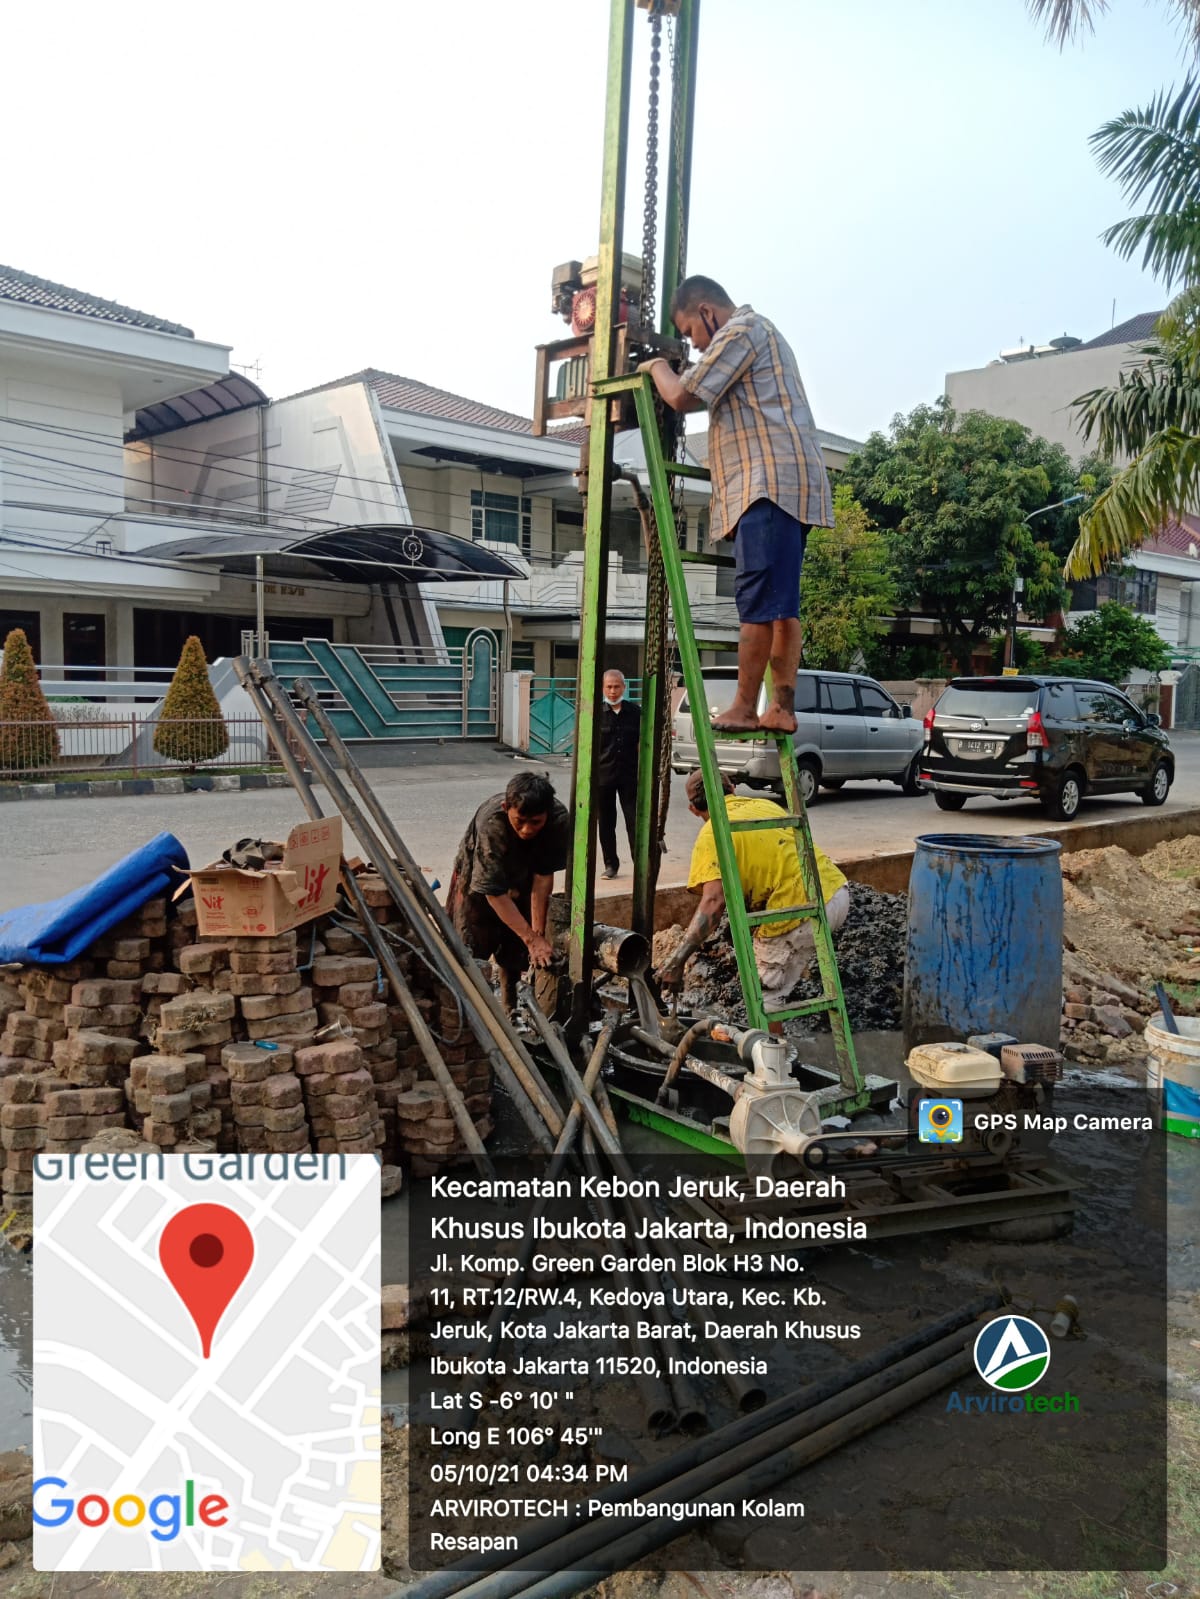 Vit
Vit
B 1412 PVJ
GPS Map Camera
Green Garden
Google
Kecamatan Kebon Jeruk, Daerah
Khusus Ibukota Jakarta, Indonesia
Jl. Komp. Green Garden Blok H3 No.
11, RT.12/RW.4, Kedoya Utara, Kec. Kb.
Jeruk, Kota Jakarta Barat, Daerah Khusus
Ibukota Jakarta 11520, Indonesia
Lat S -6° 10' "
Long E 106° 45'"
05/10/21 04:34 PM
ARVIROTECH : Pembangunan Kolam
Resapan
Arvirotech